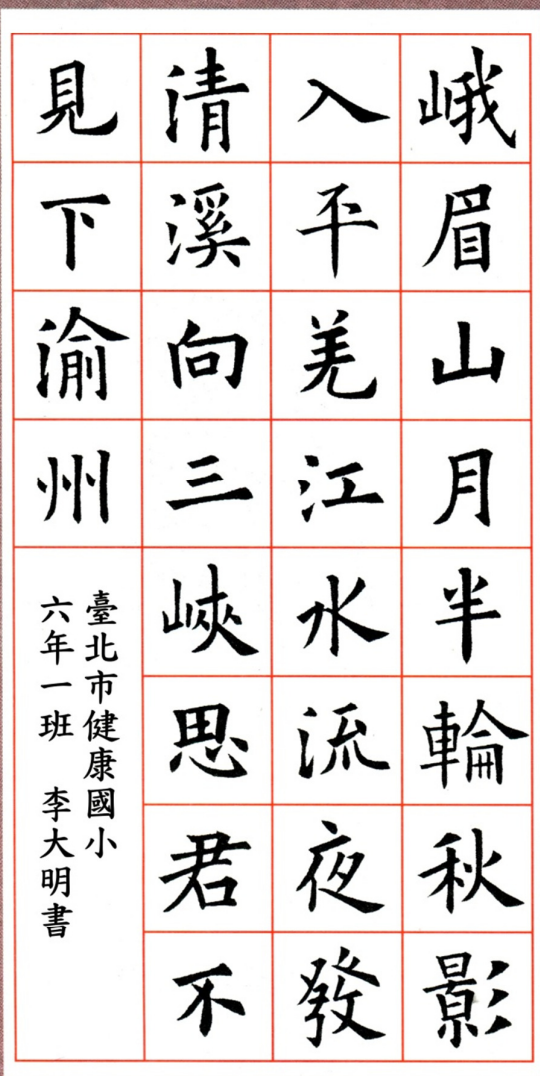 峨眉山月半輪秋影
入平羌江水流夜發
清溪向三峽思君不
見下渝州
臺北市健康國小
六年一班　李大明書